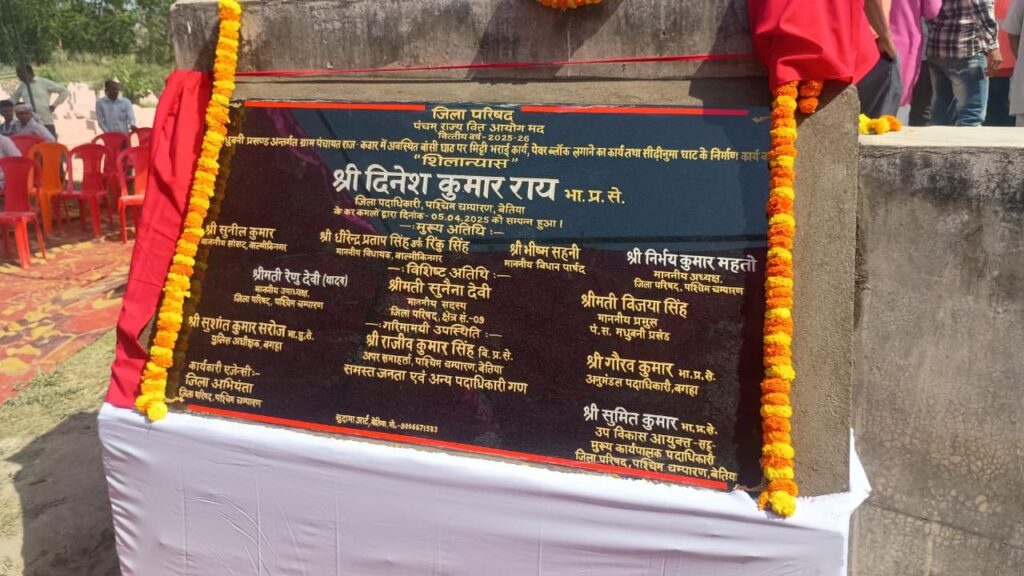 जिला परिषद्
पंचम राज्य वित्त आयोग मद
वित्तीय वर्ष - 2025-26
प्रखण्ड अन्तर्गत ग्राम पंचायत राज - कठार में अवस्थित बांसी घाट पर मिट्टी भराई कार्य, पेवर ब्लॉक लगाने का कार्य तथा सीढ़ीनुमा घाट के निर्माण कार्य
"शिलान्यास"
श्री दिनेश कुमार राय भा.प्र.से.
जिला पदाधिकारी, पश्चिम चम्पारण, बेतिया
के कर कमलो द्वारा दिनांक - 05.04.2025 को सम्पन्न हुआ।
—: मुख्य अतिथि :—
श्री सुनील कुमार
माननीय सांसद, वाल्मीकिनगर
श्री धीरेन्द्र प्रताप सिंह उर्फ रिंकू सिंह
माननीय विधायक, वाल्मीकिनगर
श्री भीष्म सहनी
माननीय विधान पार्षद
श्री निर्भय कुमार महतो
माननीय अध्यक्ष,
जिला परिषद, पश्चिम चम्पारण
—: विशिष्ट अतिथि :—
श्रीमती रेणु देवी (यादव)
माननीय उपाध्यक्ष,
जिला परिषद, पश्चिम चम्पारण
श्रीमती सुनैना देवी
माननीय सदस्य
जिला परिषद, क्षेत्र सं.-09
श्रीमती विजया सिंह
माननीय प्रमुख
पं.स. मधुबनी प्रखंड
—: गरिमामयी उपस्थिति :—
श्री सुशांत कुमार सरोज भा.पु.से.
पुलिस अधीक्षक, बगहा
श्री राजीव कुमार सिंह बि.प्र.से.
अपर समाहर्ता, पश्चिम चम्पारण, बेतिया
श्री गौरव कुमार भा.प्र.से.
अनुमंडल पदाधिकारी, बगहा
समस्त जनता एवं अन्य पदाधिकारी गण
कार्यकारी एजेन्सी:-
जिला अभियंता
जिला परिषद, पश्चिम चम्पारण
श्री सुमित कुमार भा.प्र.से.
उप विकास आयुक्त-सह
मुख्य कार्यपालक पदाधिकारी
जिला परिषद, पश्चिम चम्पारण, बेतिया
सुदामा आर्ट, बेतिया, मो.-